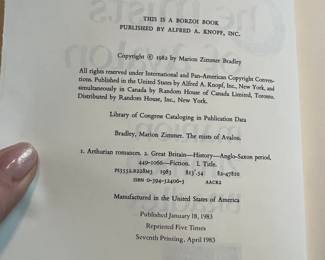 THIS IS A BORZOI BOOK
PUBLISHED BY ALFRED A. KNOPF, INC.
Copyright © 1982 by Marion Zimmer Bradley
All rights reserved under International and Pan-American Copyright Conven-
tions. Published in the United States by Alfred A. Knopf, Inc., New York, and
simultaneously in Canada by Random House of Canada Limited, Toronto.
Distributed by Random House, Inc., New York.
Library of Congress Cataloging in Publication Data
Bradley, Marion Zimmer. The mists of Avalon.
1. Arthurian romances. 2. Great Britain—History—Anglo-Saxon period,
449-1066—Fiction. I. Title.
PS3552.R228M5 1983 813'.54 82-47810
ISBN 0-394-52406-3 AACR2
Manufactured in the United States of America
Published January 18, 1983
Reprinted Five Times
Seventh Printing, April 1983